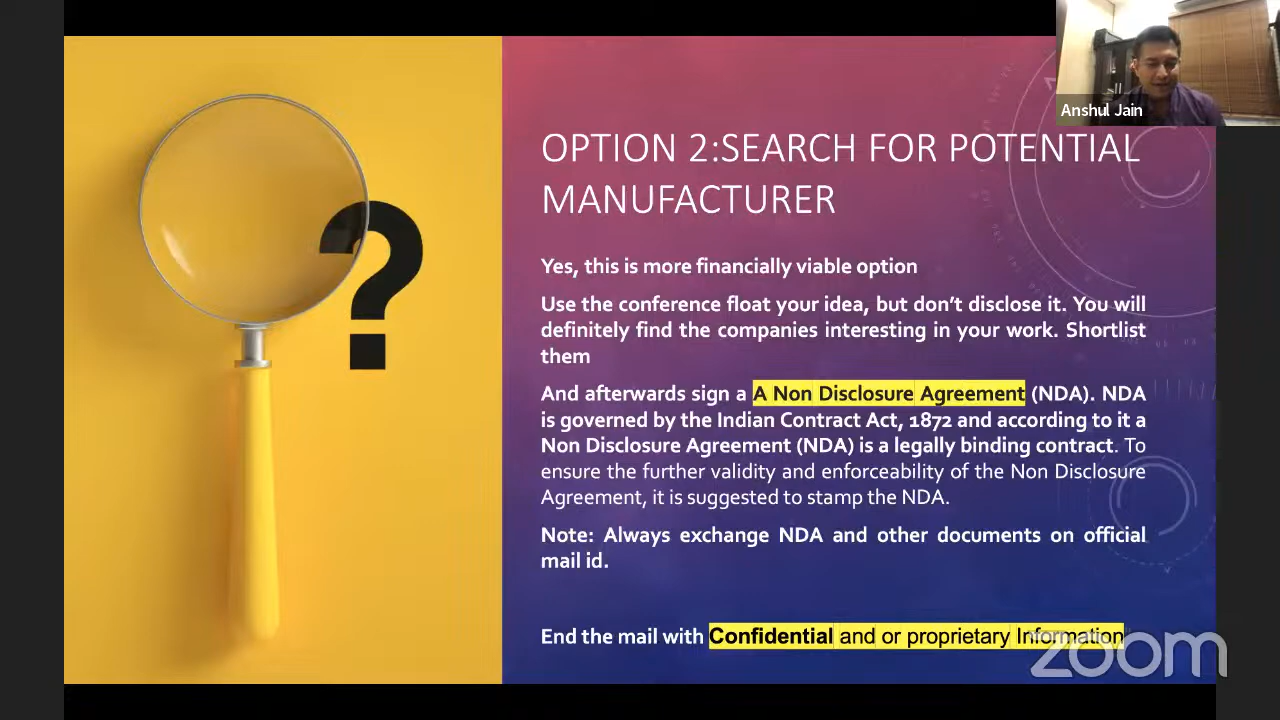 Anshul Jain
OPTION 2:SEARCH FOR POTENTIAL
MANUFACTURER
Yes, this is more financially viable option
Use the conference float your idea, but don't disclose it. You will
definitely find the companies interesting in your work. Shortlist
them
And afterwards sign a A Non Disclosure Agreement (NDA). NDA
is governed by the Indian Contract Act, 1872 and according to it a
Non Disclosure Agreement (NDA) is a legally binding contract. To
ensure the further validity and enforceability of the Non Disclosure
Agreement, it is suggested to stamp the NDA.
Note: Always exchange NDA and other documents on official
mail id.
End the mail with Confidential and or proprietary Information
zoom